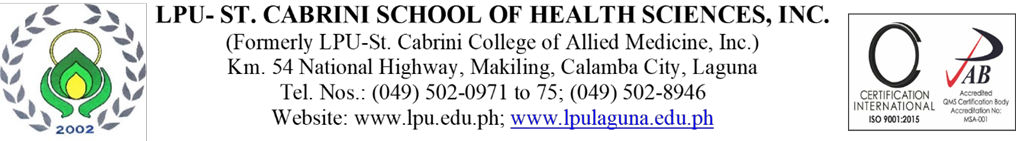 LPU- ST. CABRINI SCHOOL OF HEALTH SCIENCES, INC.
(Formerly LPU-St. Cabrini College of Allied Medicine, Inc.)
Km. 54 National Highway, Makiling, Calamba City, Laguna
Tel. Nos.: (049) 502-0971 to 75; (049) 502-8946
Website: www.lpu.edu.ph; www.lpulaguna.edu.ph
2002
CERTIFICATION
INTERNATIONAL
ISO 9001:2015
PAB
Accredited
QMS Certification Body
Accreditation No:
MSA-001